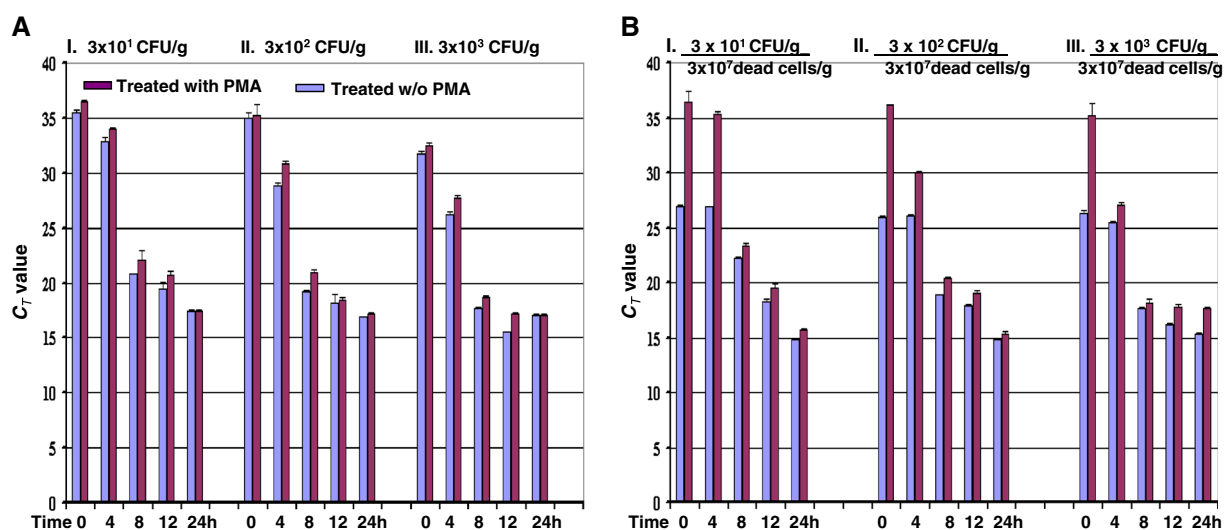 A
I. 3x10¹ CFU/g
II. 3x10² CFU/g
III. 3x10³ CFU/g
Treated with PMA
Treated w/o PMA
40
35
30
25
20
15
10
5
0
C_T value
Time 0 4 8 12 24h
0 4 8 12 24h
0 4 8 12 24h
B
I. 3 x 10¹ CFU/g
3x10⁷dead cells/g
II. 3 x 10² CFU/g
3x10⁷dead cells/g
III. 3 x 10³ CFU/g
3x10⁷dead cells/g
40
35
30
25
20
15
10
5
0
C_T value
Time 0 4 8 12 24h
0 4 8 12 24h
0 4 8 12 24h